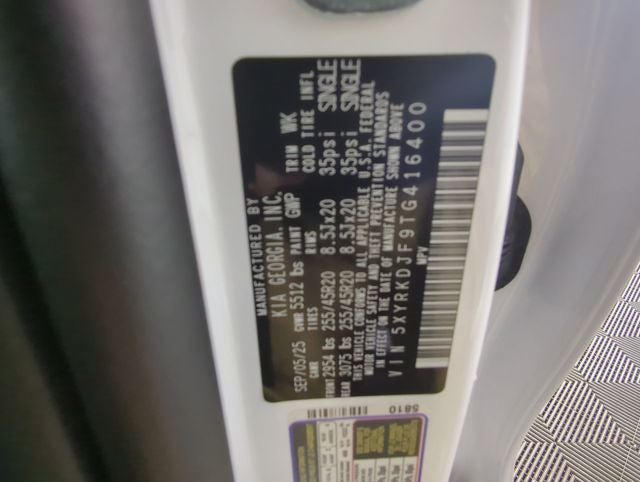 MANUFACTURED BY
KIA GEORGIA, INC.
SEP/05/25 GVWR 5512 lbs PAINT GWP TRIM WK
GAWR TIRES RIMS COLD TIRE INFL
FRONT 2954 lbs 255/45R20 8.5Jx20 35psi SINGLE
REAR 3075 lbs 255/45R20 8.5Jx20 35psi SINGLE
THIS VEHICLE CONFORMS TO ALL APPLICABLE U.S.A. FEDERAL
MOTOR VEHICLE SAFETY AND THEFT PREVENTION STANDARDS
IN EFFECT ON THE DATE OF MANUFACTURE SHOWN ABOVE
VIN 5XYRKDJF9TG416400
MPV
5810